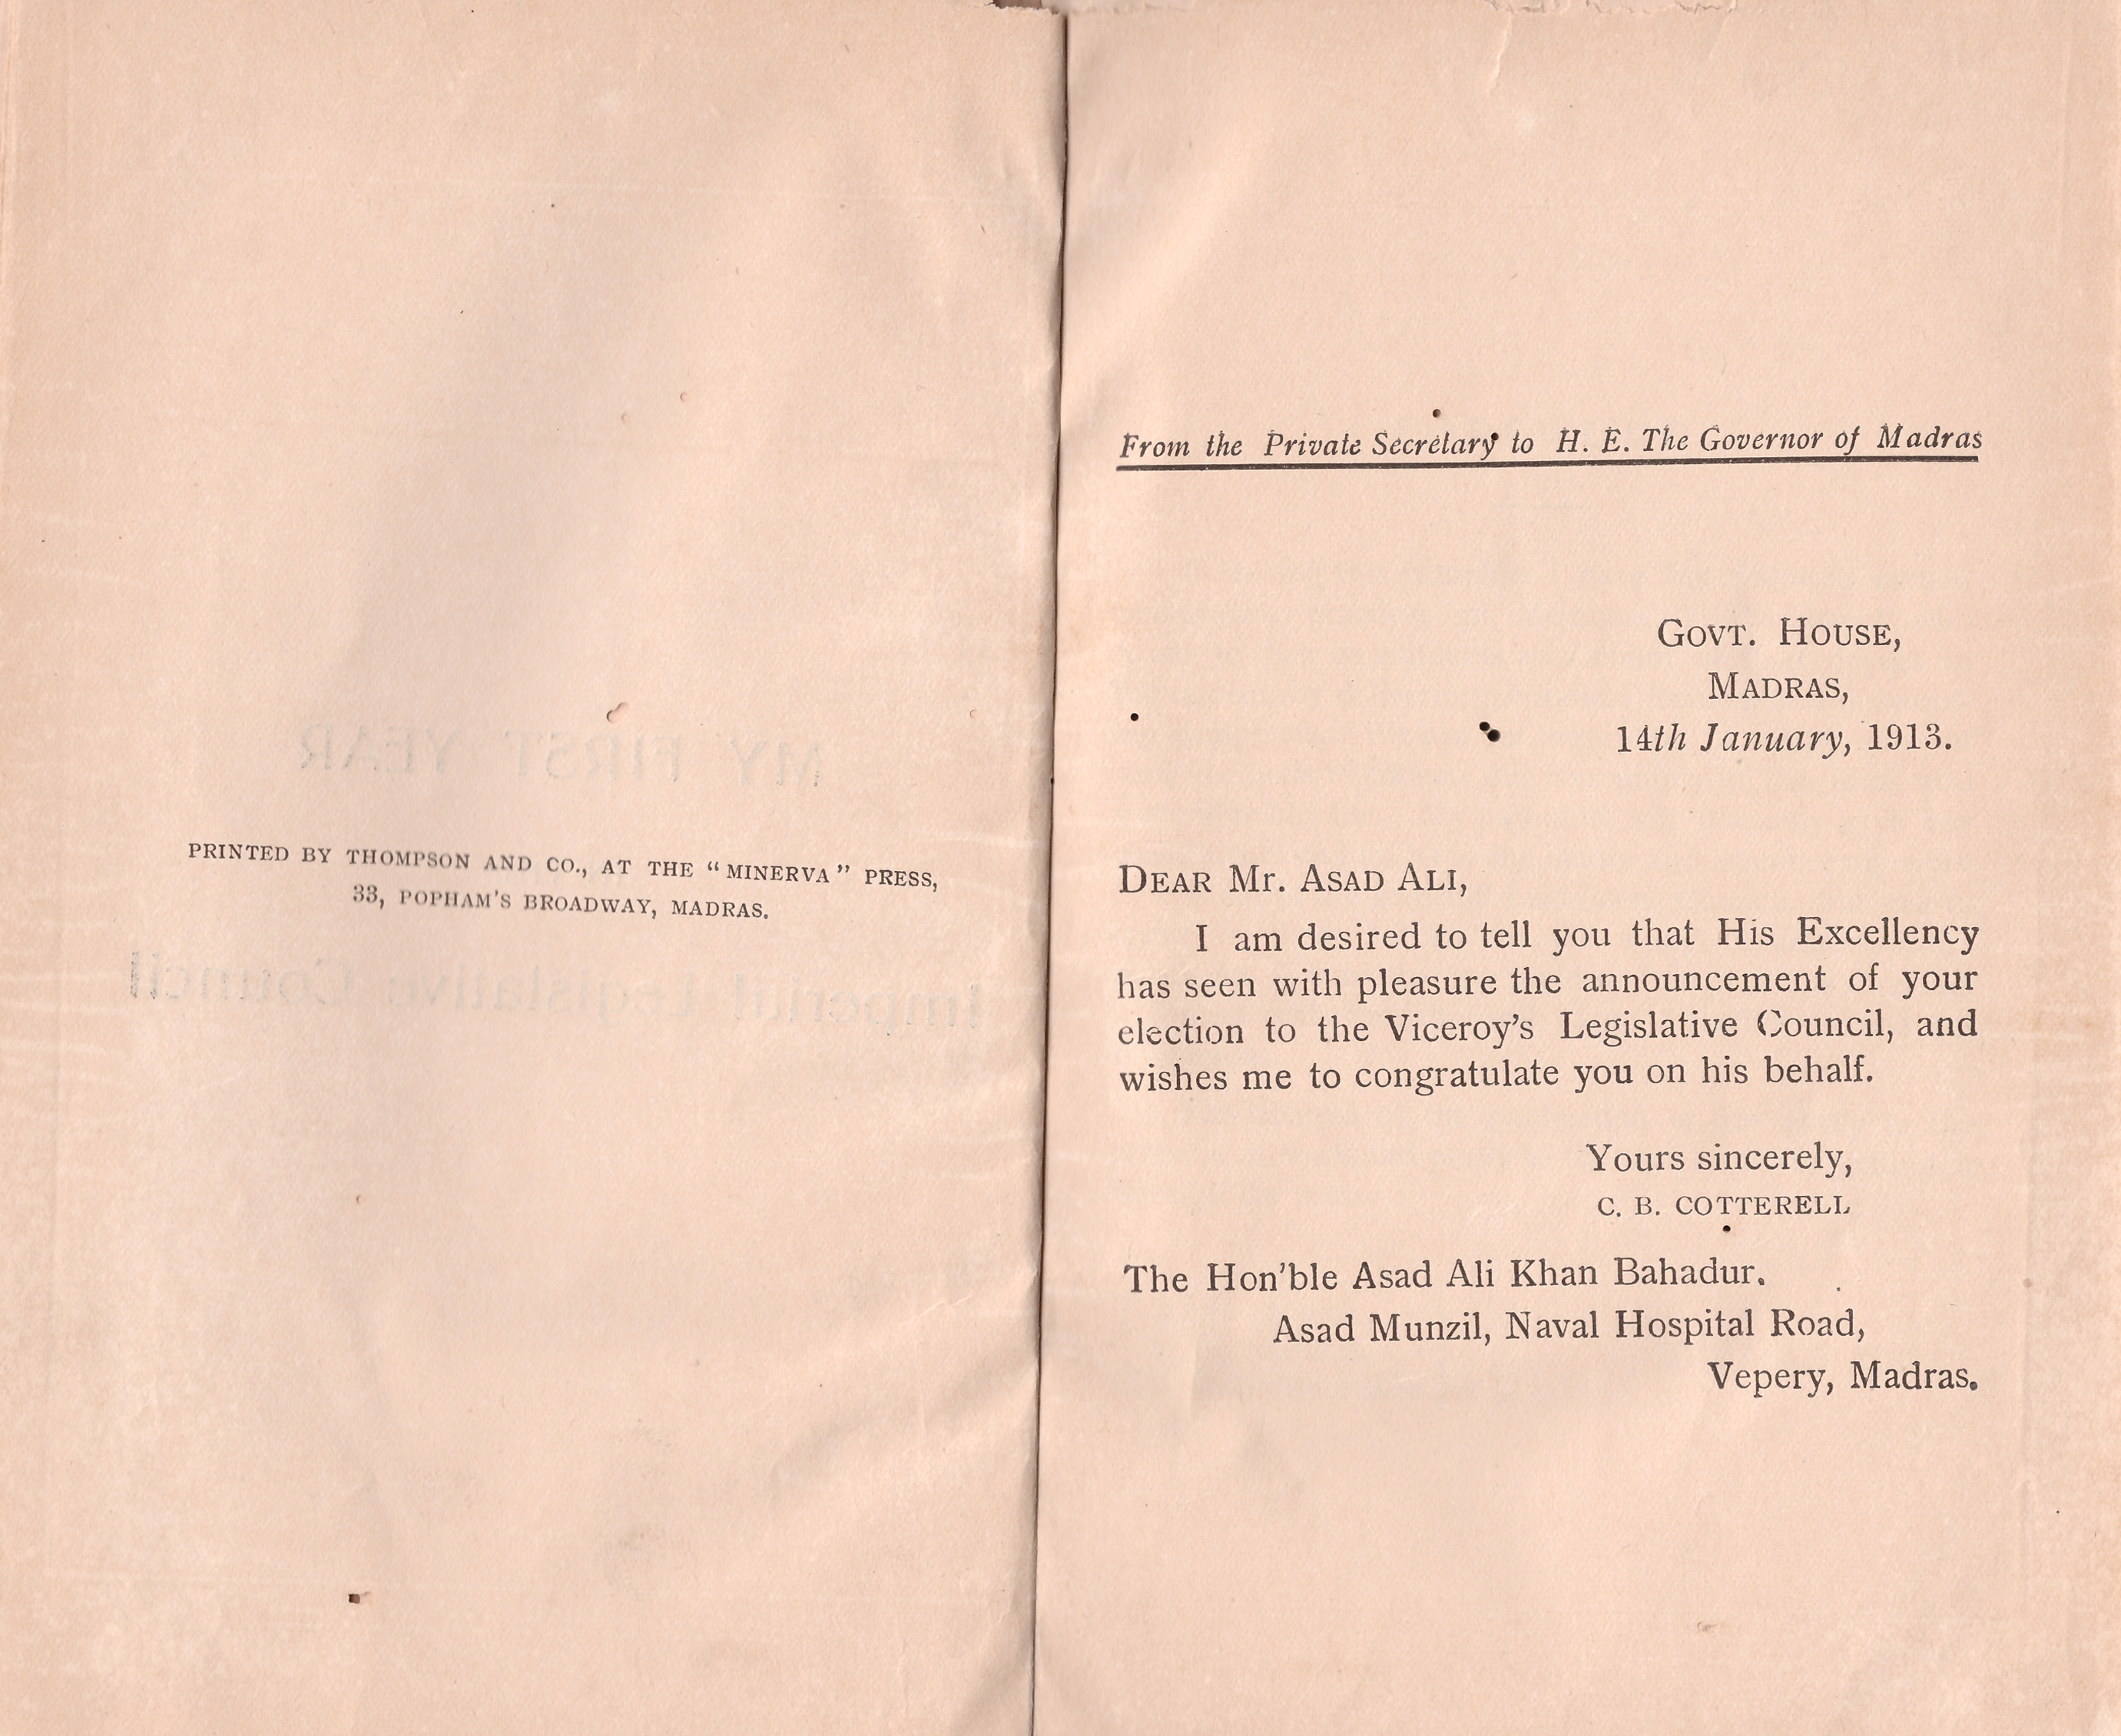 PRINTED BY THOMPSON AND CO., AT THE “MINERVA” PRESS,
33, POPHAM'S BROADWAY, MADRAS.
From the Private Secretary to H. E. The Governor of Madras
GOVT. HOUSE,
MADRAS,
14th January, 1913.
DEAR Mr. ASAD ALI,
I am desired to tell you that His Excellency
has seen with pleasure the announcement of your
election to the Viceroy’s Legislative Council, and
wishes me to congratulate you on his behalf.
Yours sincerely,
C. B. COTTERELL
The Hon’ble Asad Ali Khan Bahadur.
Asad Munzil, Naval Hospital Road,
Vepery, Madras.